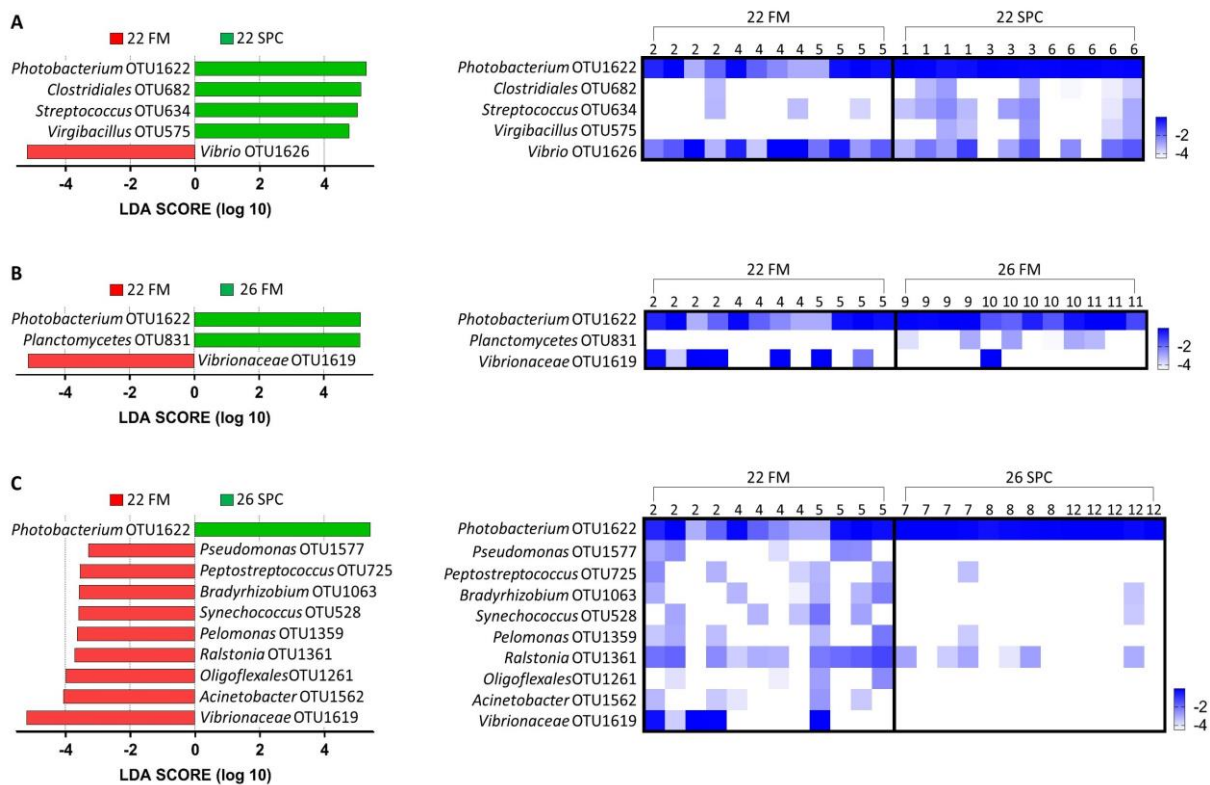 A
22 FM 22 SPC
Photobacterium OTU1622
Clostridiales OTU682
Streptococcus OTU634
Virgibacillus OTU575
Vibrio OTU1626
-4 -2 0 2 4
LDA SCORE (log 10)
22 FM 22 SPC
2 2 2 2 4 4 4 4 5 5 5 5 1 1 1 1 3 3 3 6 6 6 6 6
Photobacterium OTU1622
Clostridiales OTU682
Streptococcus OTU634
Virgibacillus OTU575
Vibrio OTU1626
-2
-4
B
22 FM 26 FM
Photobacterium OTU1622
Planctomycetes OTU831
Vibrionaceae OTU1619
-4 -2 0 2 4
LDA SCORE (log 10)
22 FM 26 FM
2 2 2 2 4 4 4 4 5 5 5 5 9 9 9 9 10 10 10 10 10 11 11 11
Photobacterium OTU1622
Planctomycetes OTU831
Vibrionaceae OTU1619
-2
-4
C
22 FM 26 SPC
Photobacterium OTU1622
Pseudomonas OTU1577
Peptostreptococcus OTU725
Bradyrhizobium OTU1063
Synechococcus OTU528
Pelomonas OTU1359
Ralstonia OTU1361
Oligoflexales OTU1261
Acinetobacter OTU1562
Vibrionaceae OTU1619
-4 -2 0 2 4
LDA SCORE (log 10)
22 FM 26 SPC
2 2 2 2 4 4 4 4 5 5 5 5 7 7 7 7 8 8 8 8 12 12 12 12 12
Photobacterium OTU1622
Pseudomonas OTU1577
Peptostreptococcus OTU725
Bradyrhizobium OTU1063
Synechococcus OTU528
Pelomonas OTU1359
Ralstonia OTU1361
Oligoflexales OTU1261
Acinetobacter OTU1562
Vibrionaceae OTU1619
-2
-4